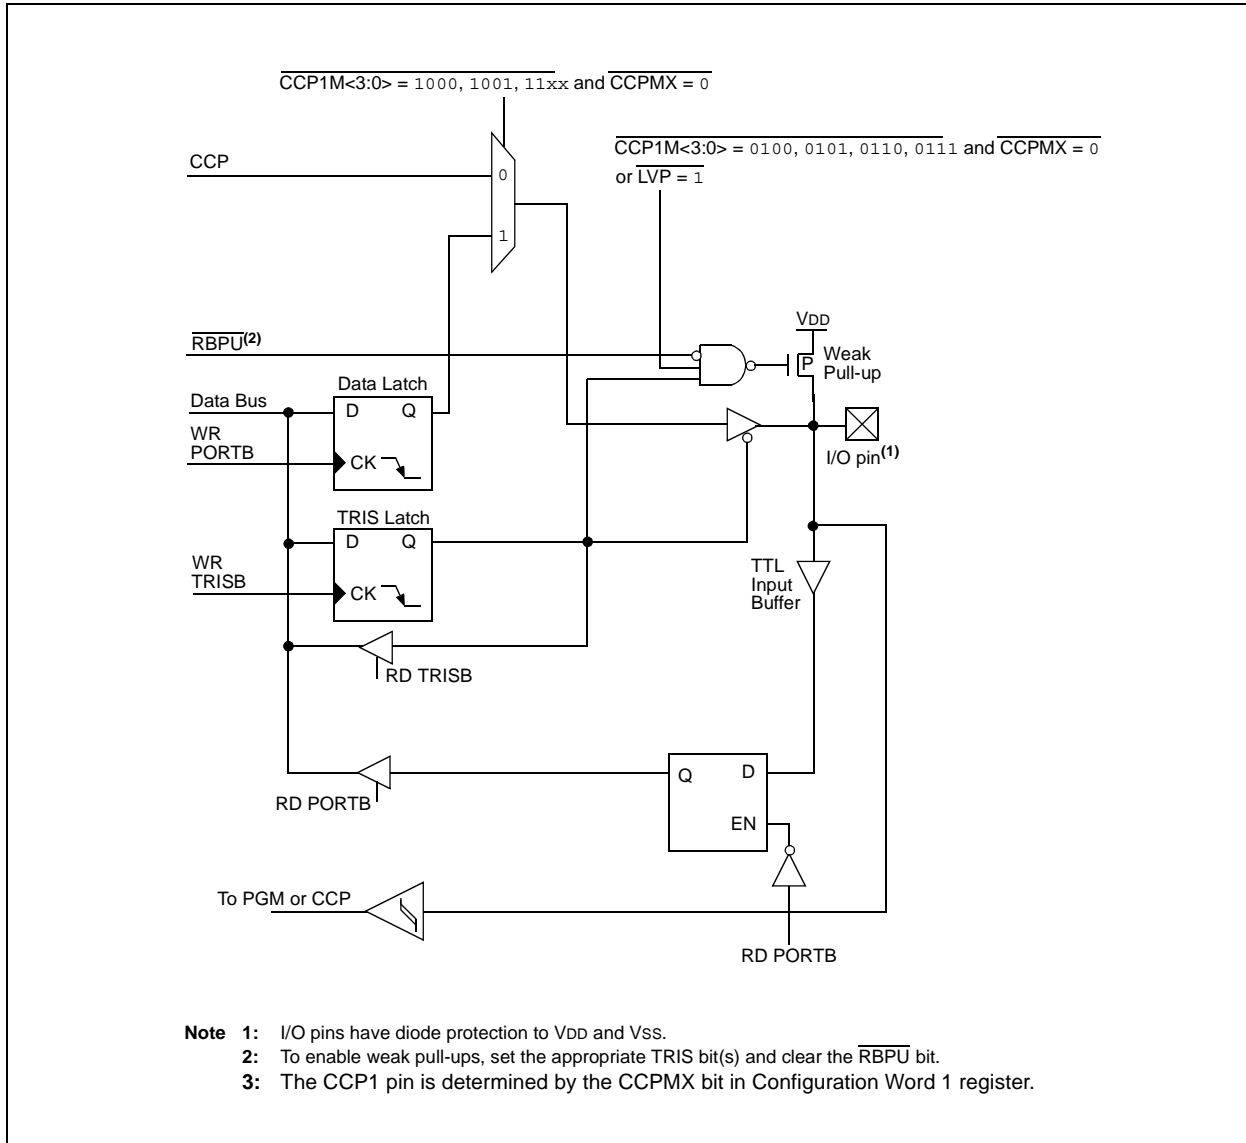 CCP1M<3:0> = 1000, 1001, 11xx and CCPMX = 0
CCP1M<3:0> = 0100, 0101, 0110, 0111 and CCPMX = 0
or LVP = 1
CCP
0
1
VDD
RBPU(2)
P
Weak
Pull-up
Data Latch
Data Bus
D Q
WR
PORTB
CK
I/O pin(1)
TRIS Latch
D Q
WR
TRISB
CK
TTL
Input
Buffer
RD TRISB
Q D
RD PORTB
EN
To PGM or CCP
RD PORTB
Note 1: I/O pins have diode protection to VDD and VSS.
2: To enable weak pull-ups, set the appropriate TRIS bit(s) and clear the RBPU bit.
3: The CCP1 pin is determined by the CCPMX bit in Configuration Word 1 register.